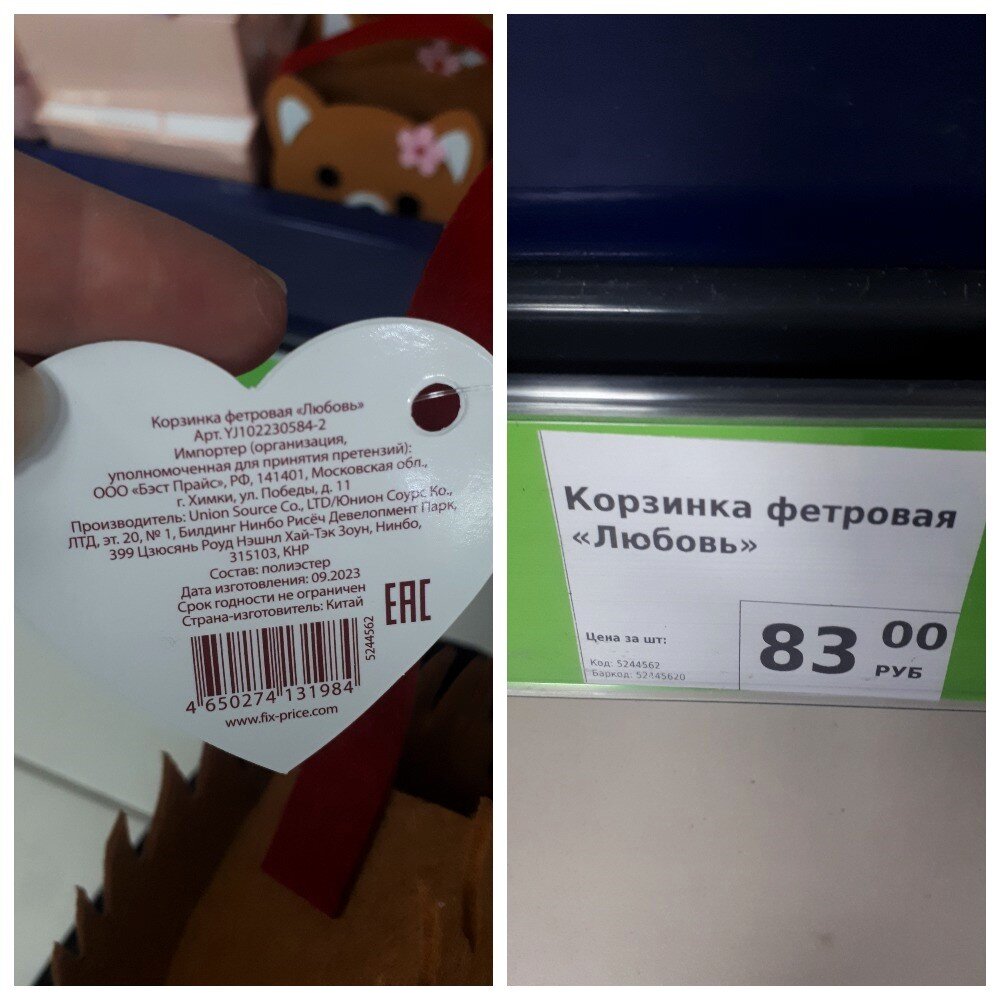 Корзинка фетровая «Любовь»
Арт. YJ102230584-2
Импортер (организация,
уполномоченная для принятия претензий):
ООО «Бэст Прайс», РФ, 141401, Московская обл.,
г. Химки, ул. Победы, д. 11
Производитель: Union Source Co., LTD/Юнион Соурс Ко.,
ЛТД, эт. 20, № 1, Билдинг Нинбо Рисёч Девелопмент Парк,
399 Цзюсянь Роуд Нэшнл Хай-Тэк Зоун, Нинбо,
315103, КНР
Состав: полиэстер
Дата изготовления: 09.2023
Срок годности не ограничен
Страна-изготовитель: Китай
EAC
5244562
4 650274 131984
www.fix-price.com
Корзинка фетровая
«Любовь»
Цена за шт:
83 00
РУБ
Код: 5244562
Баркод: 52445620